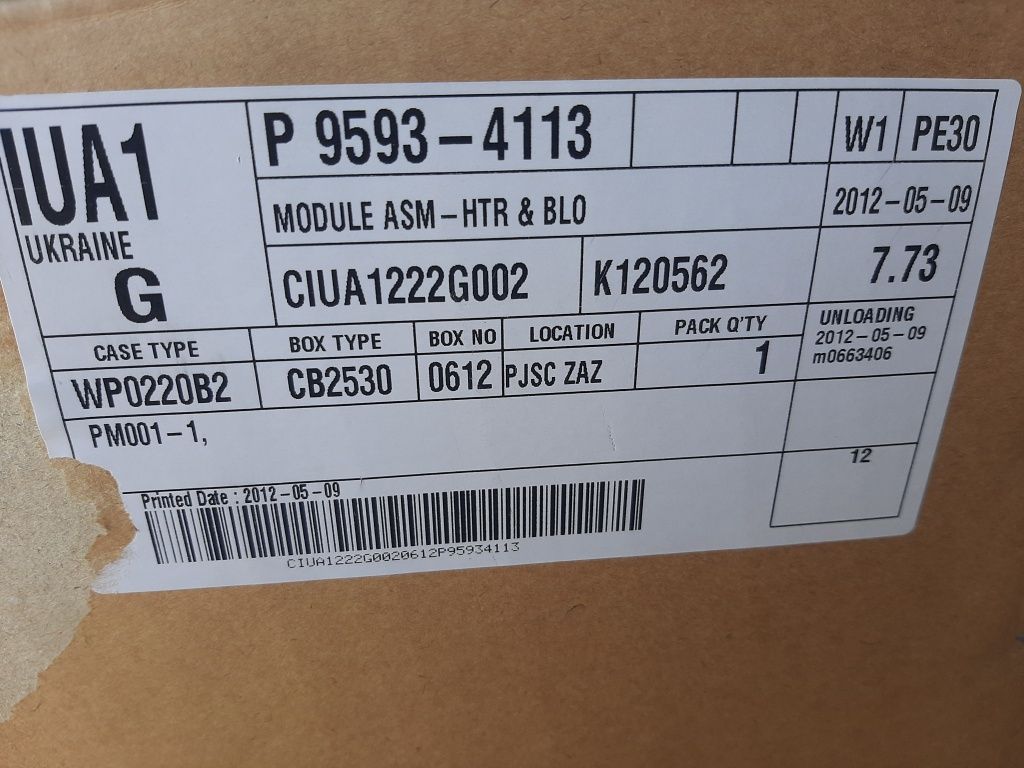 IUA1
UKRAINE
G
P 9593-4113
W1
PE30
MODULE ASM-HTR & BLO
2012-05-09
CIUA1222G002
K120562
7.73
CASE TYPE
BOX TYPE
BOX NO
LOCATION
PACK Q'TY
UNLOADING
2012-05-09
m0663406
WP0220B2
CB2530
0612
PJSC ZAZ
1
PM001-1,
12
Printed Date : 2012-05-09
CIUA1222G0020612P95934113